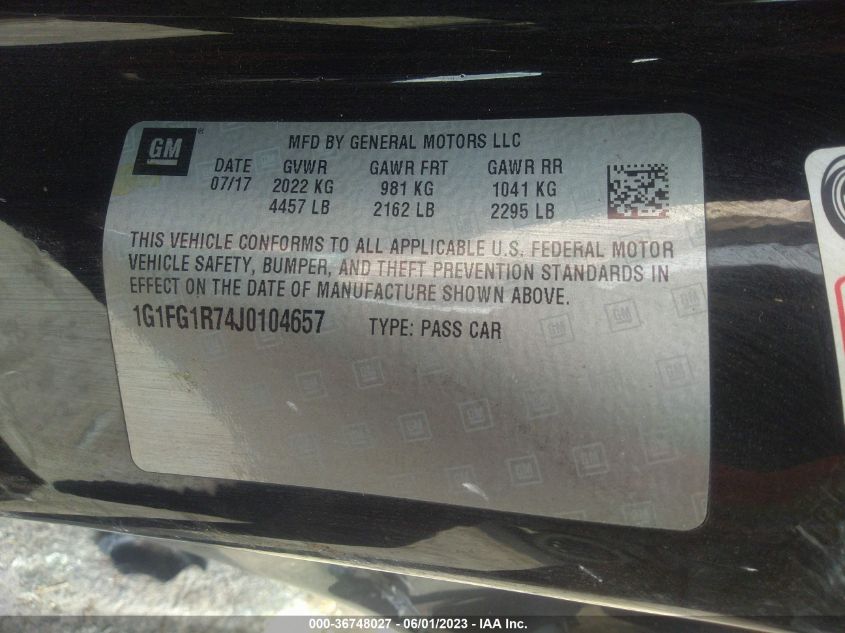 GM ®
MFD BY GENERAL MOTORS LLC
DATE GVWR GAWR FRT GAWR RR
07/17 2022 KG 981 KG 1041 KG
4457 LB 2162 LB 2295 LB
THIS VEHICLE CONFORMS TO ALL APPLICABLE U.S. FEDERAL MOTOR
VEHICLE SAFETY, BUMPER, AND THEFT PREVENTION STANDARDS IN
EFFECT ON THE DATE OF MANUFACTURE SHOWN ABOVE.
1G1FG1R74J0104657 TYPE: PASS CAR
000-36748027 - 06/01/2023 - IAA Inc.